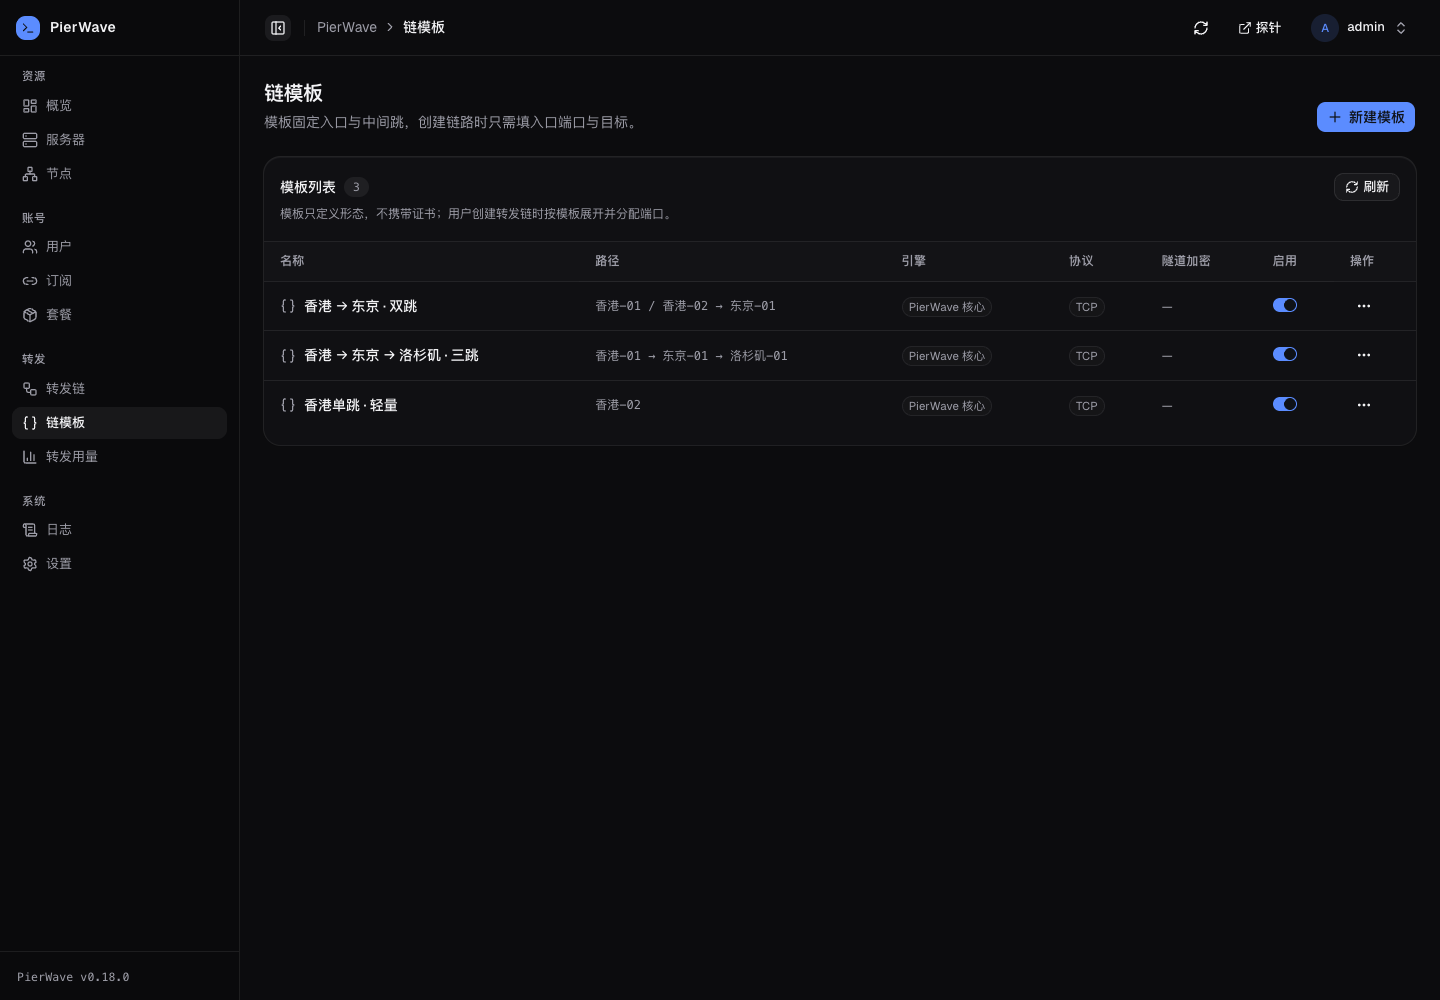 PierWave
资源
概览
服务器
节点
账号
用户
订阅
套餐
转发
转发链
链模板
转发用量
系统
日志
设置
PierWave v0.18.0
PierWave > 链模板
探针
A
admin
链模板
模板固定入口与中间跳，创建链路时只需填入口端口与目标。
+ 新建模板
模板列表 3
刷新
模板只定义形态，不携带证书；用户创建转发链时按模板展开并分配端口。
名称 路径 引擎 协议 隧道加密 启用 操作
{ } 香港 → 东京 · 双跳 香港-01 / 香港-02 → 东京-01 PierWave 核心 TCP —
{ } 香港 → 东京 → 洛杉矶 · 三跳 香港-01 → 东京-01 → 洛杉矶-01 PierWave 核心 TCP —
{ } 香港单跳 · 轻量 香港-02 PierWave 核心 TCP —